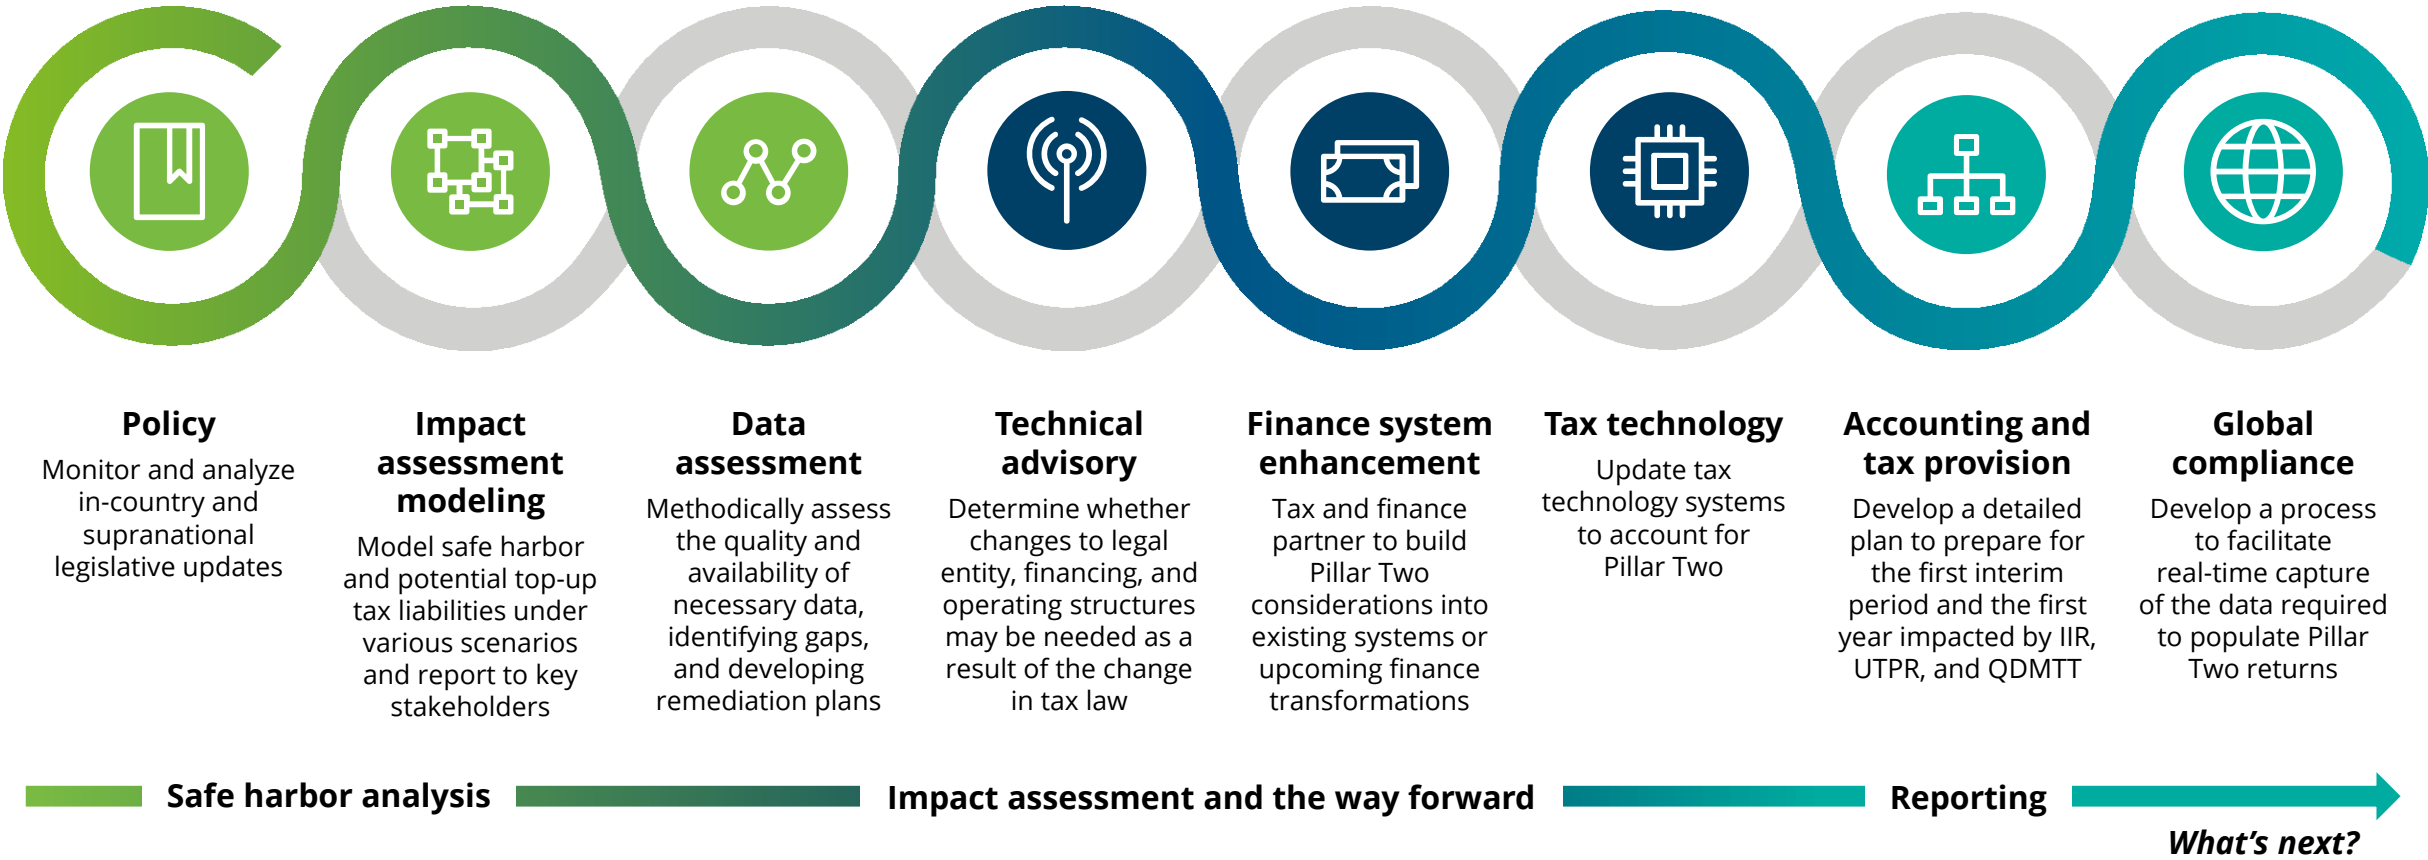 Policy
Monitor and analyze
in-country and
supranational
legislative updates
Impact
assessment
modeling
Model safe harbor
and potential top-up
tax liabilities under
various scenarios
and report to key
stakeholders
Data
assessment
Methodically assess
the quality and
availability of
necessary data,
identifying gaps,
and developing
remediation plans
Technical
advisory
Determine whether
changes to legal
entity, financing, and
operating structures
may be needed as a
result of the change
in tax law
Finance system
enhancement
Tax and finance
partner to build
Pillar Two
considerations into
existing systems or
upcoming finance
transformations
Tax technology
Update tax
technology systems
to account for
Pillar Two
Accounting and
tax provision
Develop a detailed
plan to prepare for
the first interim
period and the first
year impacted by IIR,
UTPR, and QDMTT
Global
compliance
Develop a process
to facilitate
real-time capture
of the data required
to populate Pillar
Two returns
Safe harbor analysis
Impact assessment and the way forward
Reporting
What's next?